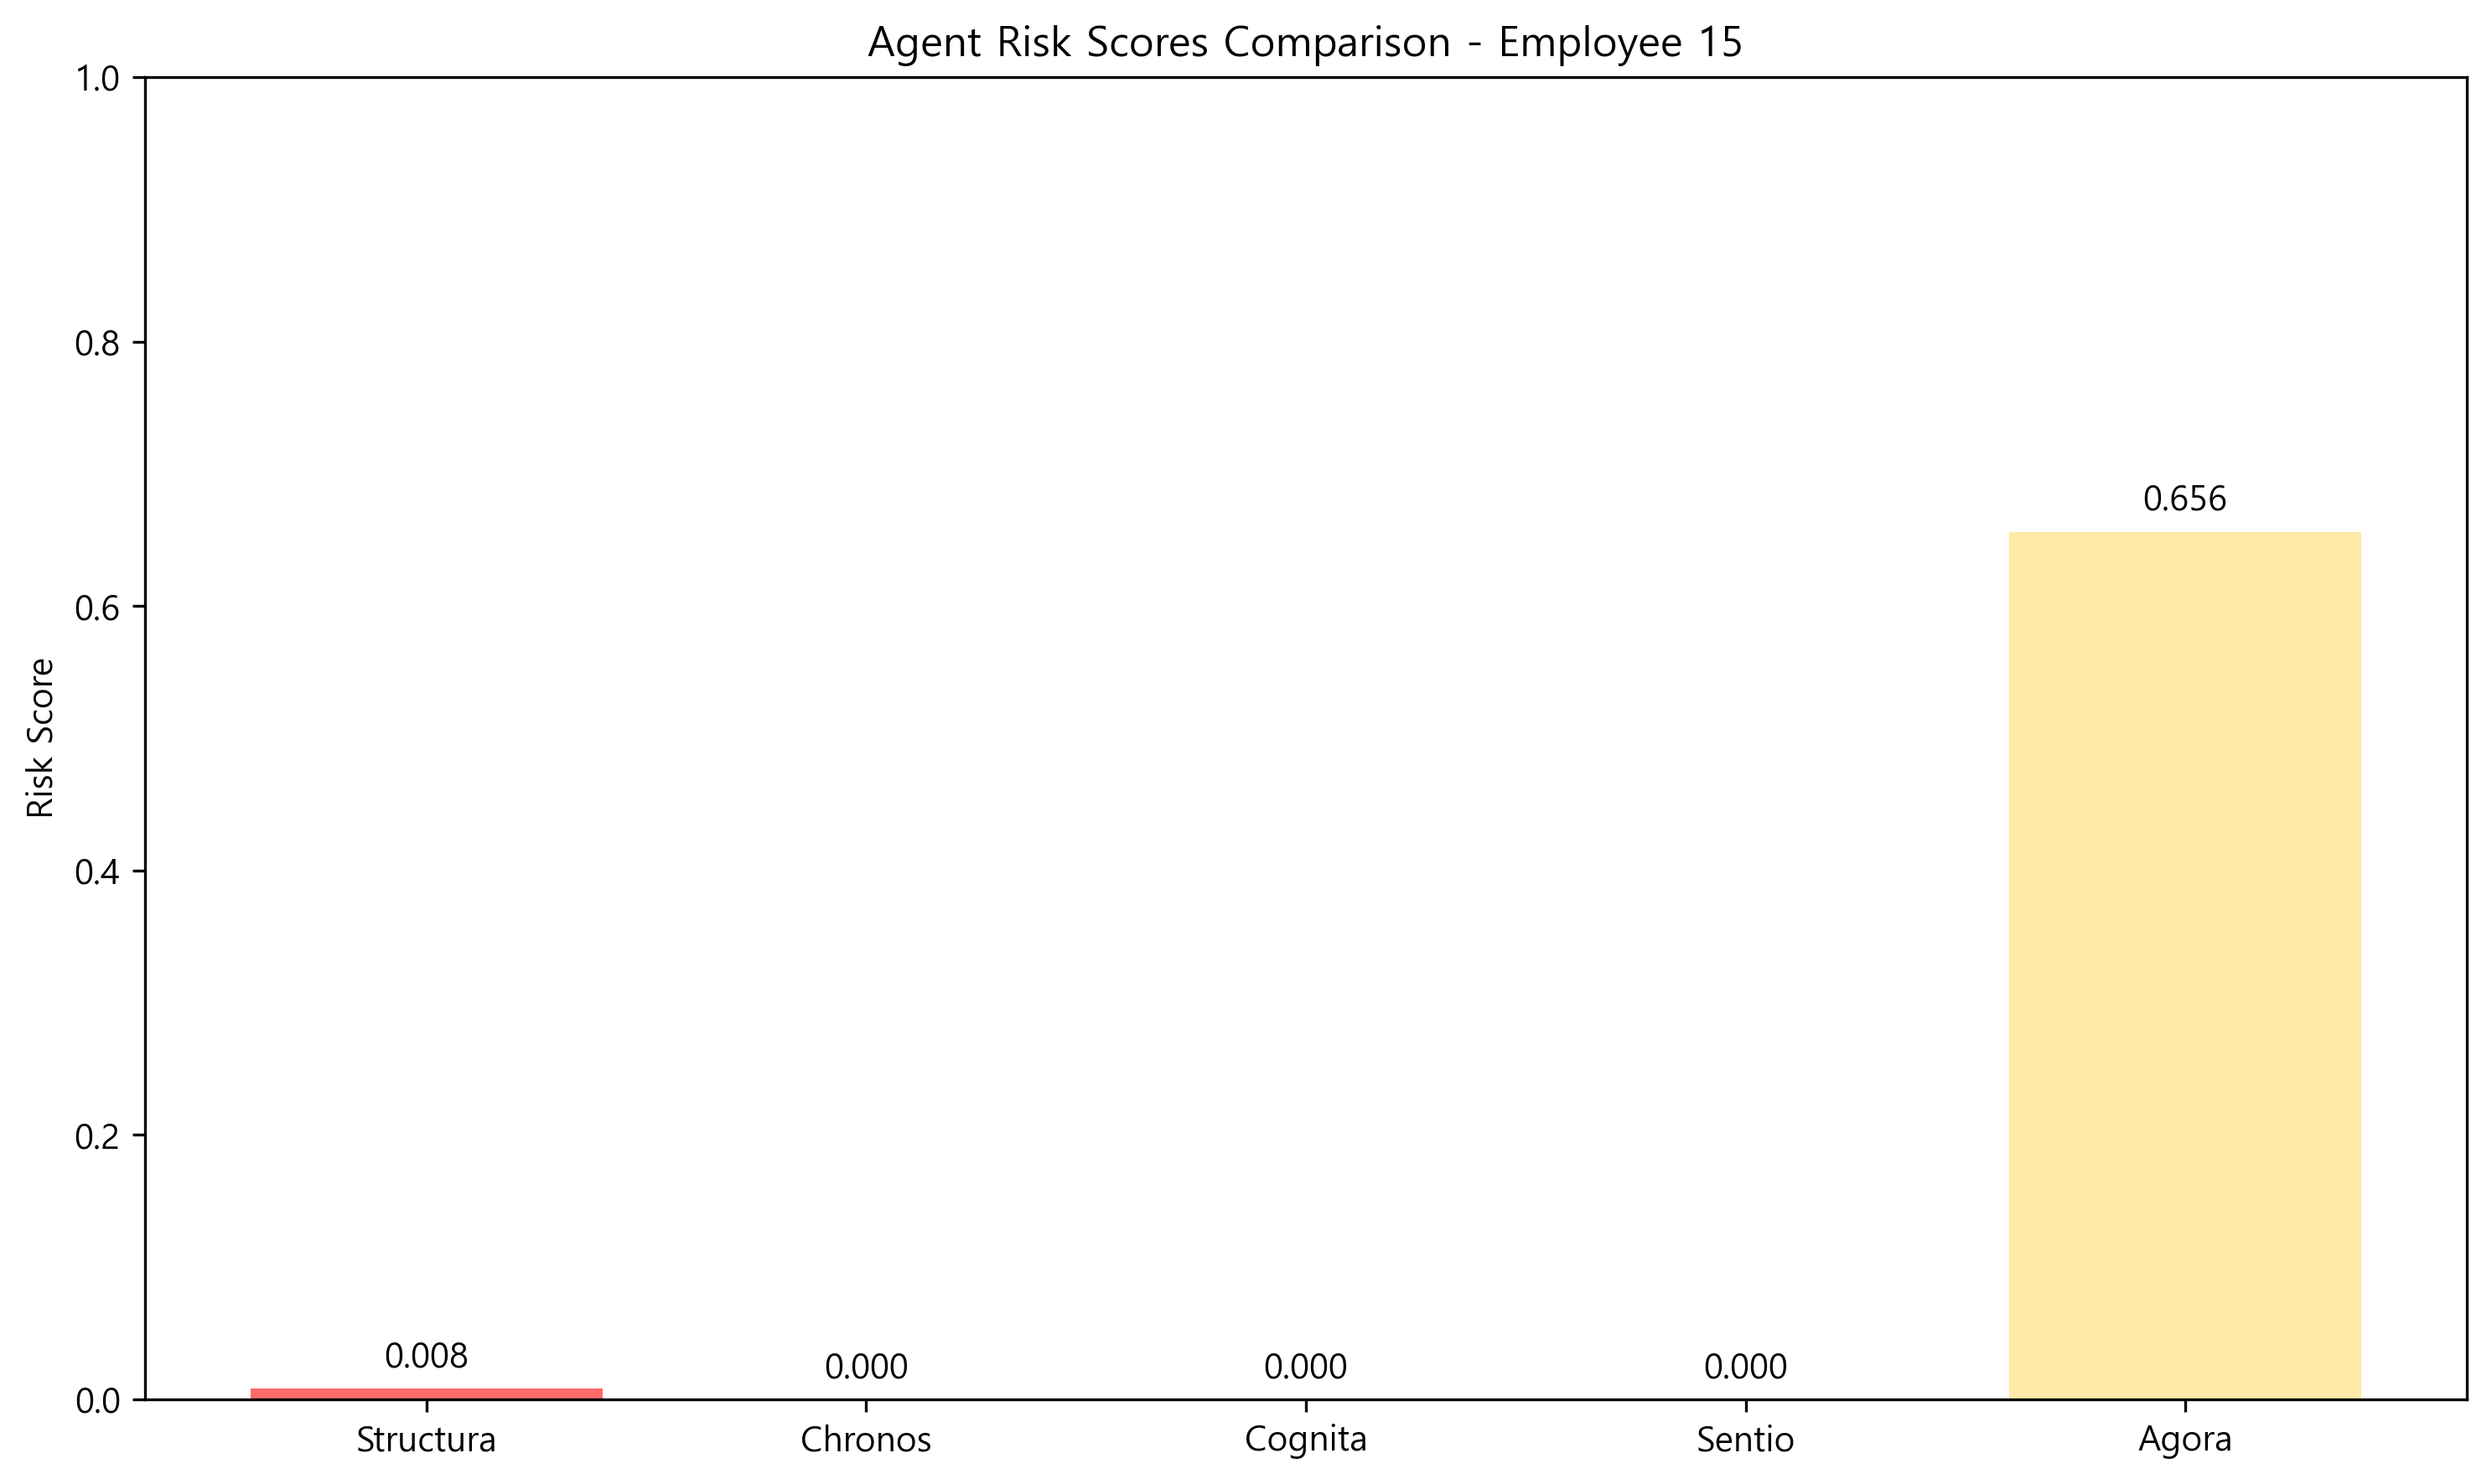 Agent Risk Scores Comparison - Employee 15
1.0
0.8
0.6
0.4
0.2
0.0
Risk Score
0.008
0.000
0.000
0.000
0.656
Structura
Chronos
Cognita
Sentio
Agora